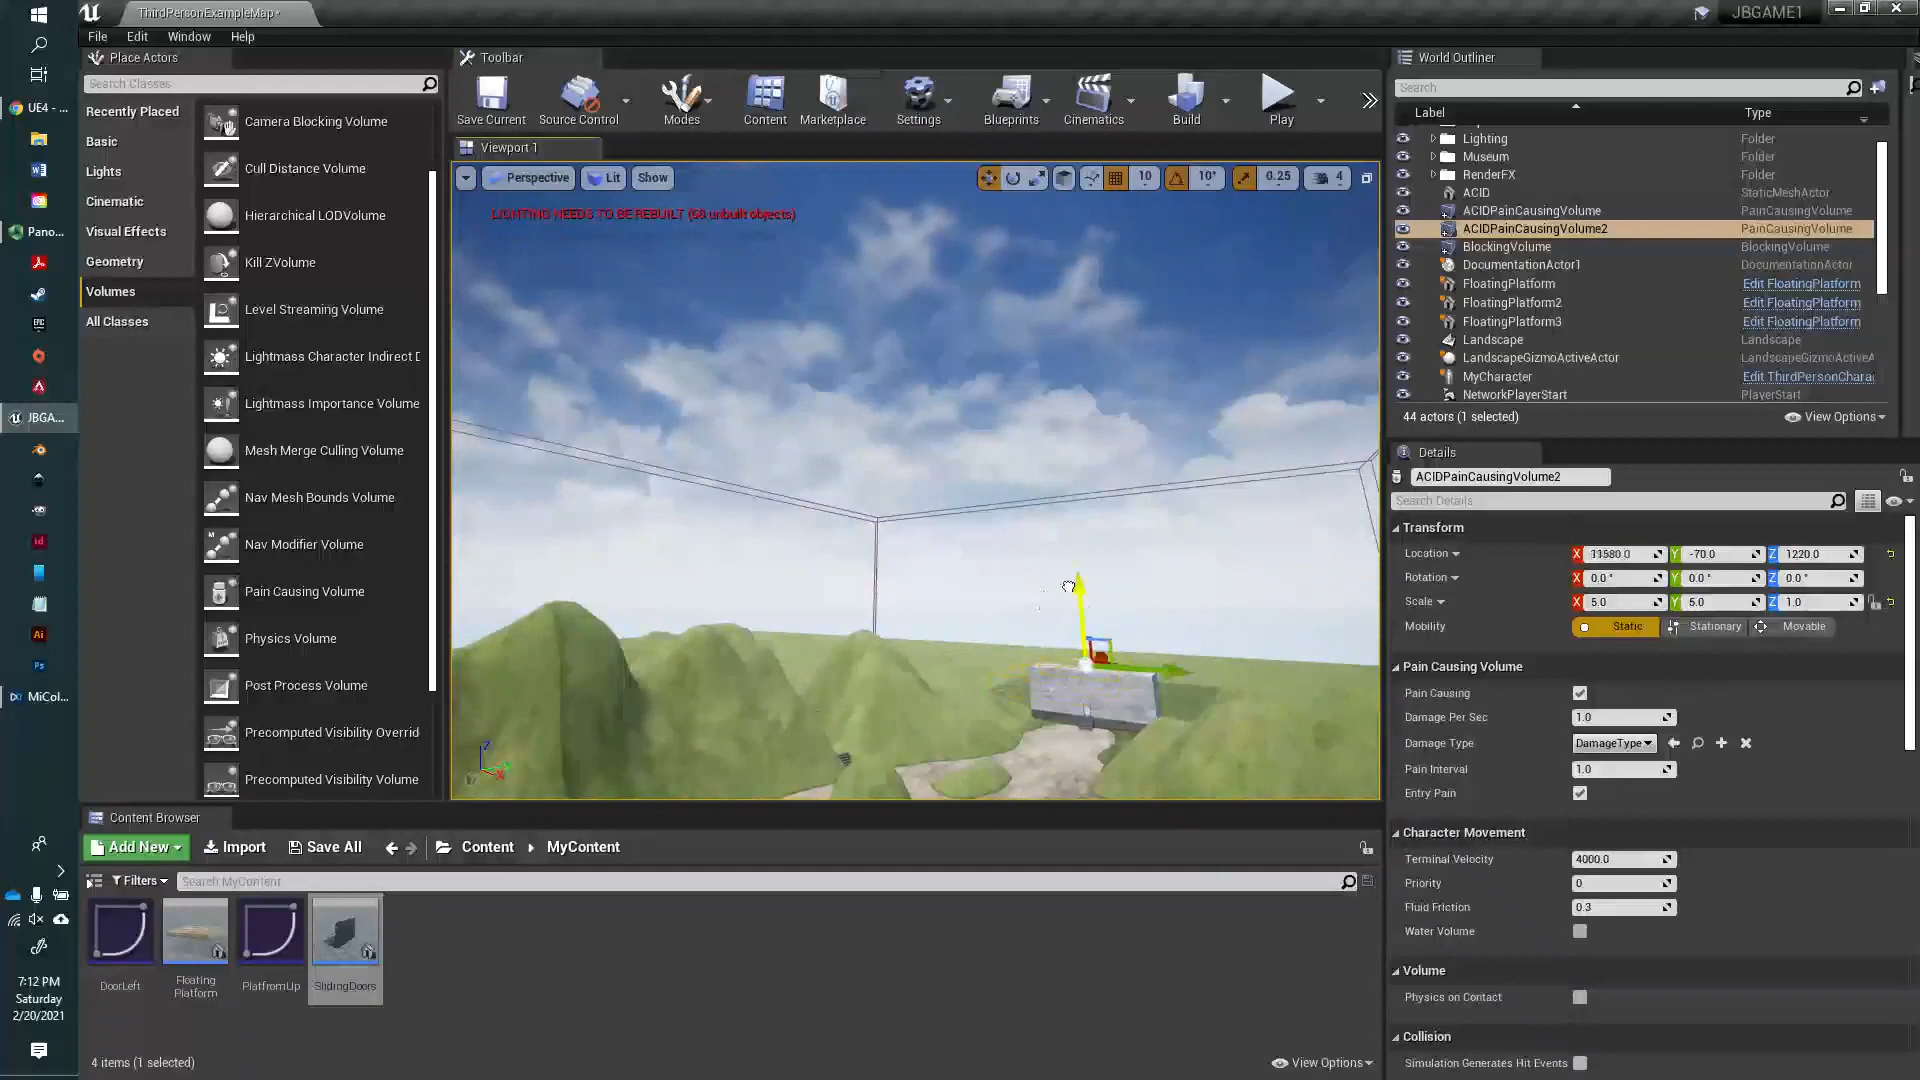 ThirdPersonExampleMap*
JBGAME1
File Edit Window Help
Place Actors
Search Classes
Recently Placed
Basic
Lights
Cinematic
Visual Effects
Geometry
Volumes
All Classes
Camera Blocking Volume
Cull Distance Volume
Hierarchical LODVolume
Kill ZVolume
Level Streaming Volume
Lightmass Character Indirect D
Lightmass Importance Volume
Mesh Merge Culling Volume
Nav Mesh Bounds Volume
Nav Modifier Volume
Pain Causing Volume
Physics Volume
Post Process Volume
Precomputed Visibility Overrid
Precomputed Visibility Volume
Toolbar
Save Current Source Control Modes Content Marketplace Settings Blueprints Cinematics Build Play
Viewport 1
Perspective Lit Show 10 10° 0.25 4
LIGHTING NEEDS TO BE REBUILT (58 unbuilt objects)
World Outliner
Search
Label Type
Lighting Folder
Museum Folder
RenderFX Folder
ACID StaticMeshActor
ACIDPainCausingVolume PainCausingVolume
ACIDPainCausingVolume2 PainCausingVolume
BlockingVolume BlockingVolume
DocumentationActor1 DocumentationActor
FloatingPlatform Edit FloatingPlatform
FloatingPlatform2 Edit FloatingPlatform
FloatingPlatform3 Edit FloatingPlatform
Landscape Landscape
LandscapeGizmoActiveActor LandscapeGizmoActiveA
MyCharacter Edit ThirdPersonCharac
NetworkPlayerStart PlayerStart
44 actors (1 selected) View Options
Details
ACIDPainCausingVolume2
Search Details
Transform
Location X 11580.0 Y -70.0 Z 1220.0
Rotation X 0.0 ° Y 0.0 ° Z 0.0 °
Scale X 5.0 Y 5.0 Z 1.0
Mobility Static Stationary Movable
Pain Causing Volume
Pain Causing
Damage Per Sec 1.0
Damage Type DamageType
Pain Interval 1.0
Entry Pain
Character Movement
Terminal Velocity 4000.0
Priority 0
Fluid Friction 0.3
Water Volume
Volume
Physics on Contact
Collision
Simulation Generates Hit Events
Content Browser
Add New Import Save All Content MyContent
Filters Search MyContent
DoorLeft
Floating
Platform
PlatfromUp
SlidingDoors
4 items (1 selected) View Options
UE4 - ...
Pano...
EPIC
JBGA...
Id
Ai
Ps
MiCol...
7:12 PM
Saturday
2/20/2021